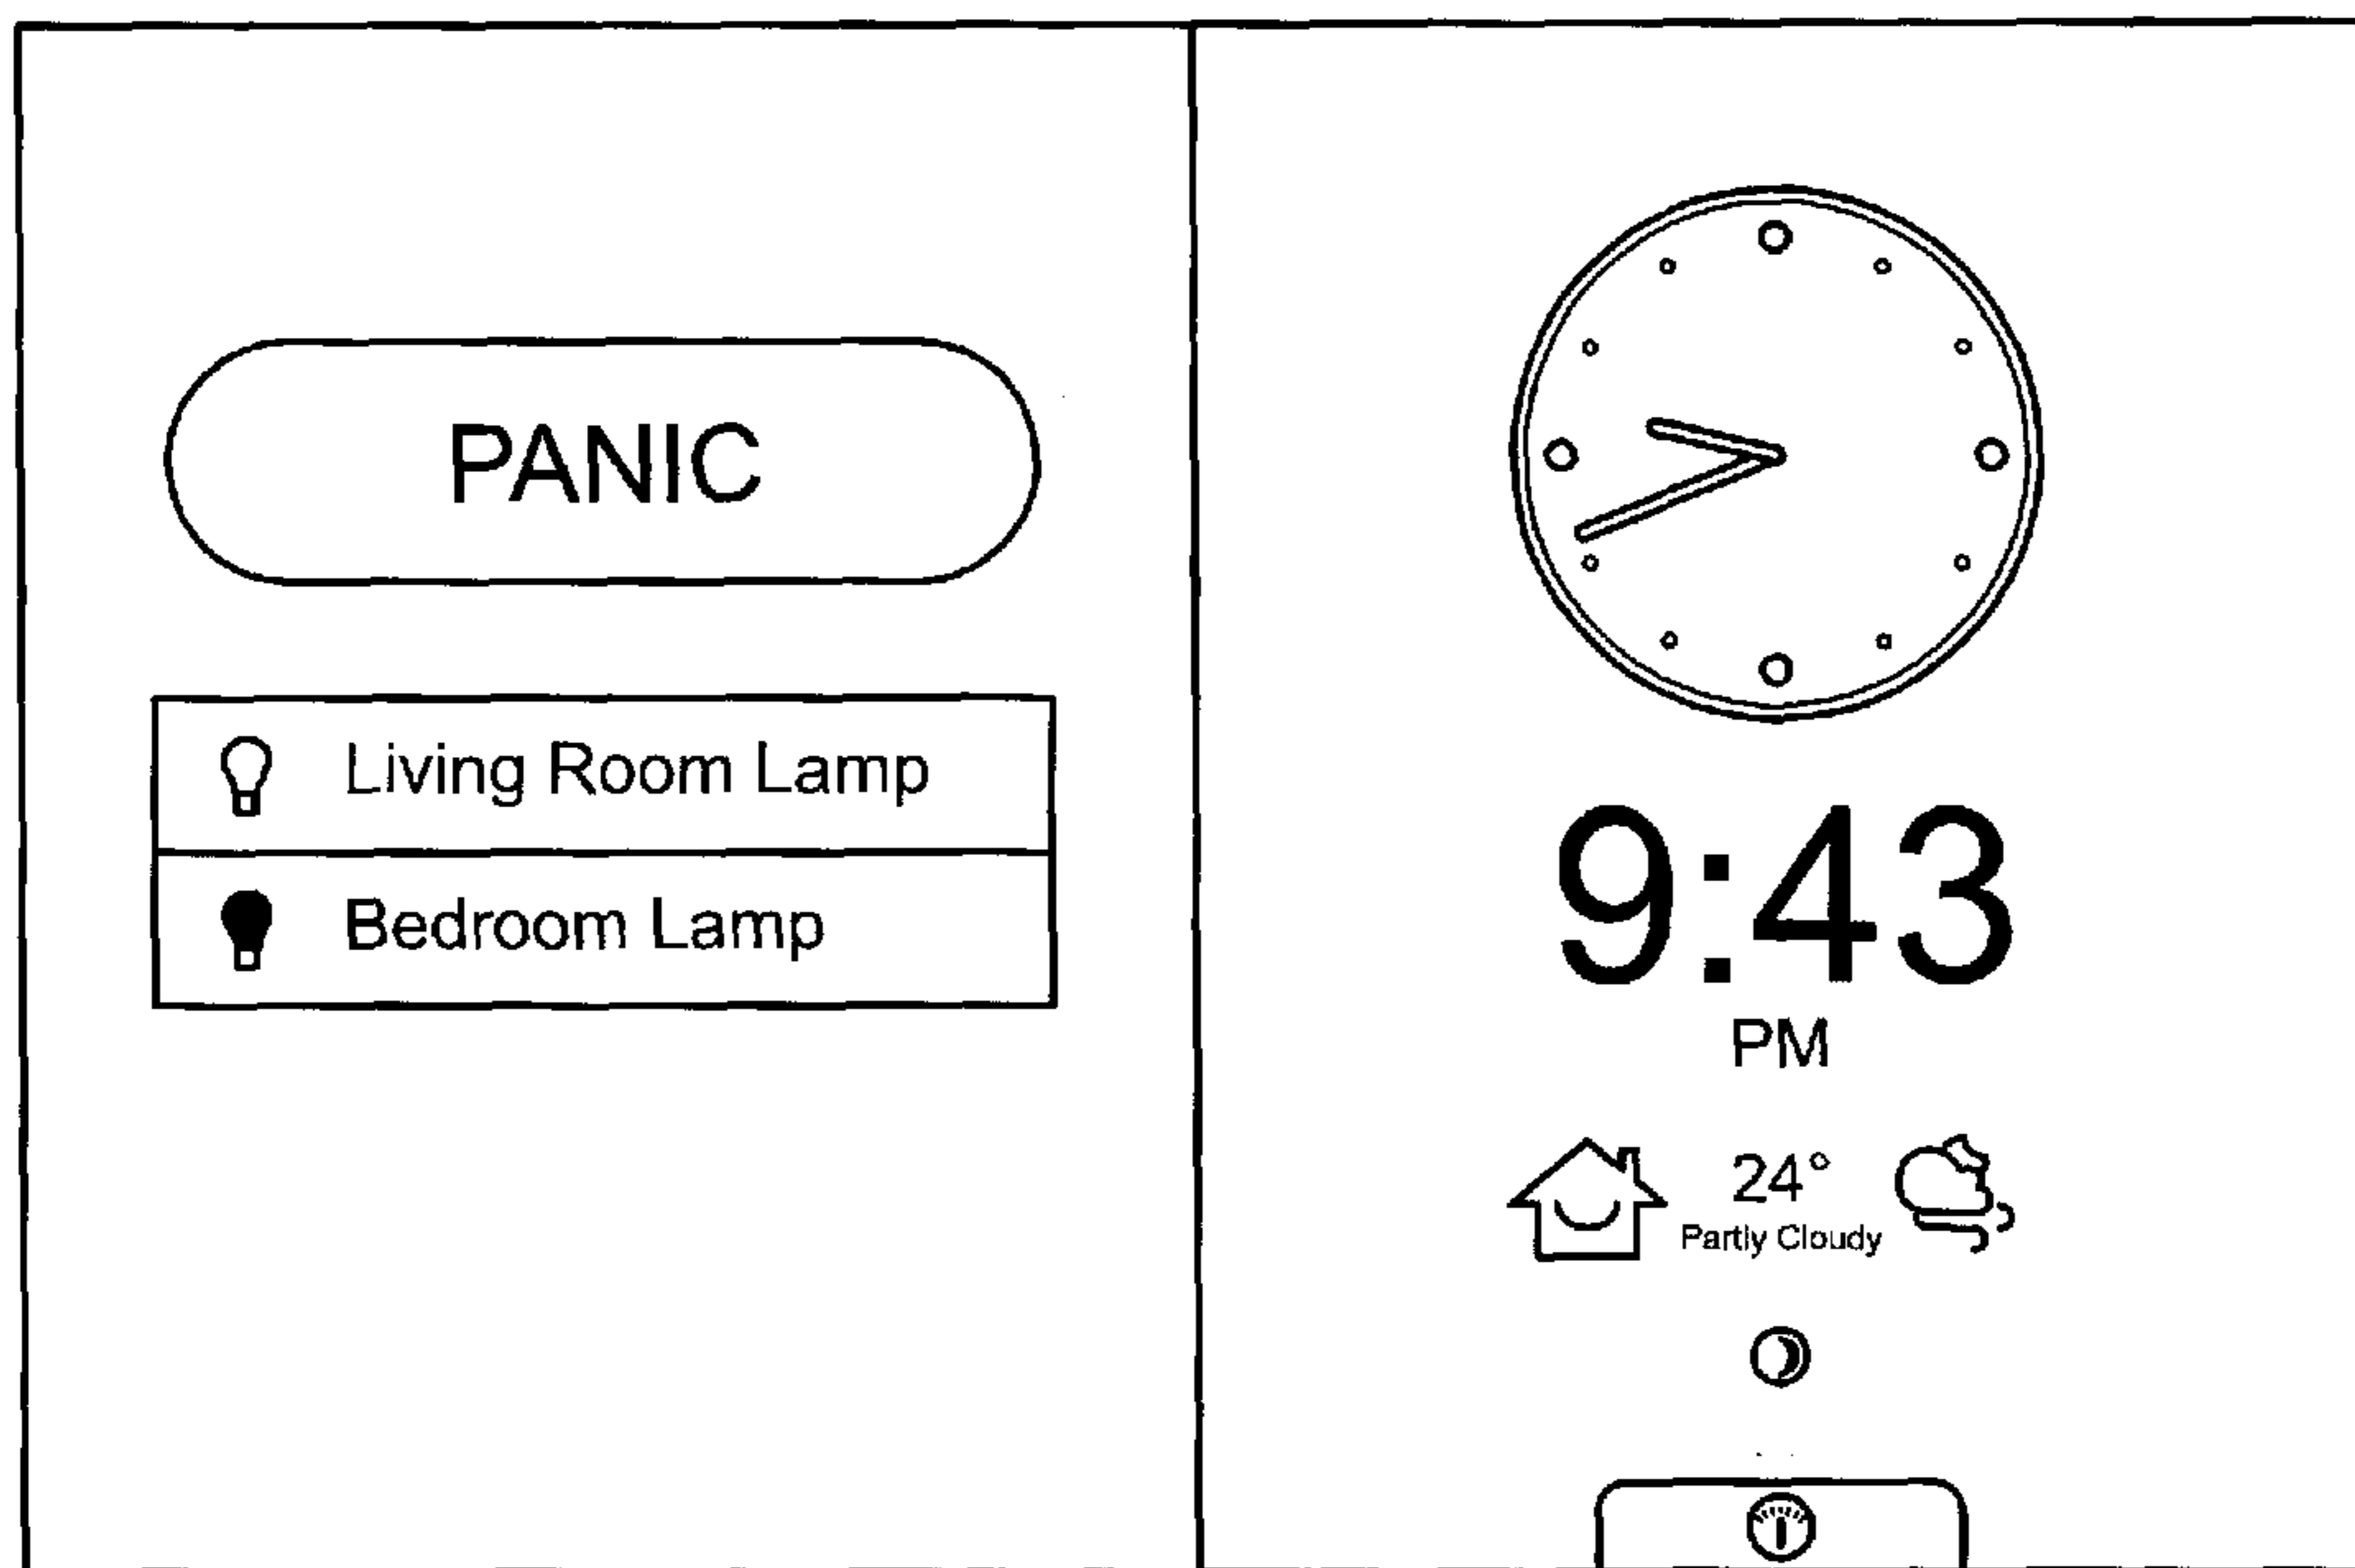 PANIC
Living Room Lamp
Bedroom Lamp
9:43
PM
24°
Partly Cloudy